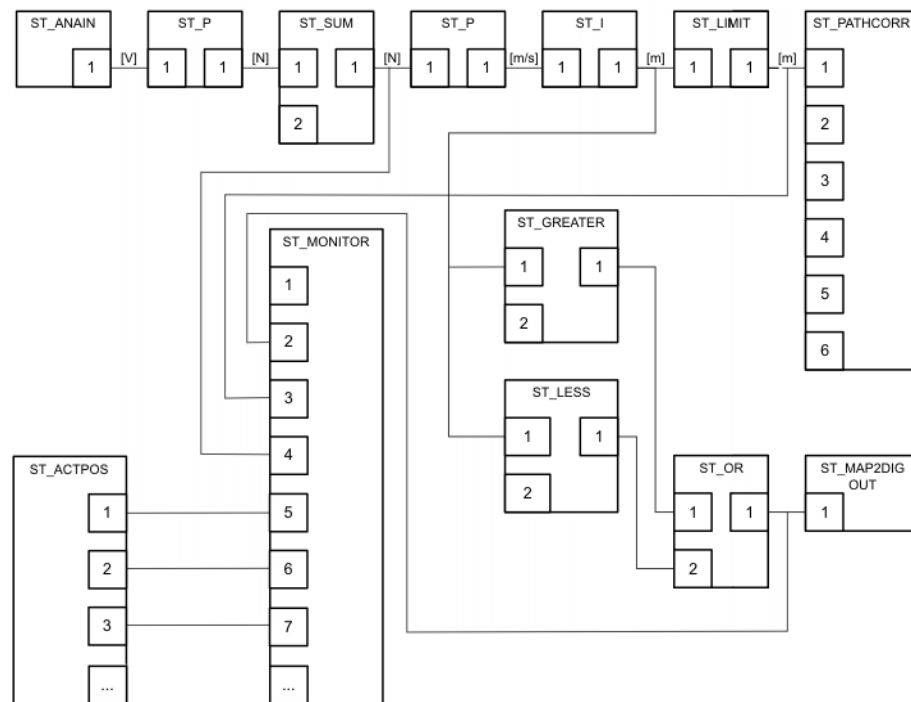 ST_ANAIN
1
[V]
ST_P
1 1
[N]
ST_SUM
1 1
2
[N]
ST_P
1 1
[m/s]
ST_I
1 1
[m]
ST_LIMIT
1 1
[m]
ST_PATHCORR
1
2
3
4
5
6
ST_MONITOR
1
2
3
4
5
6
7
...
ST_GREATER
1 1
2
ST_LESS
1 1
2
ST_ACTPOS
1
2
3
...
ST_OR
1 1
2
ST_MAP2DIG
OUT
1